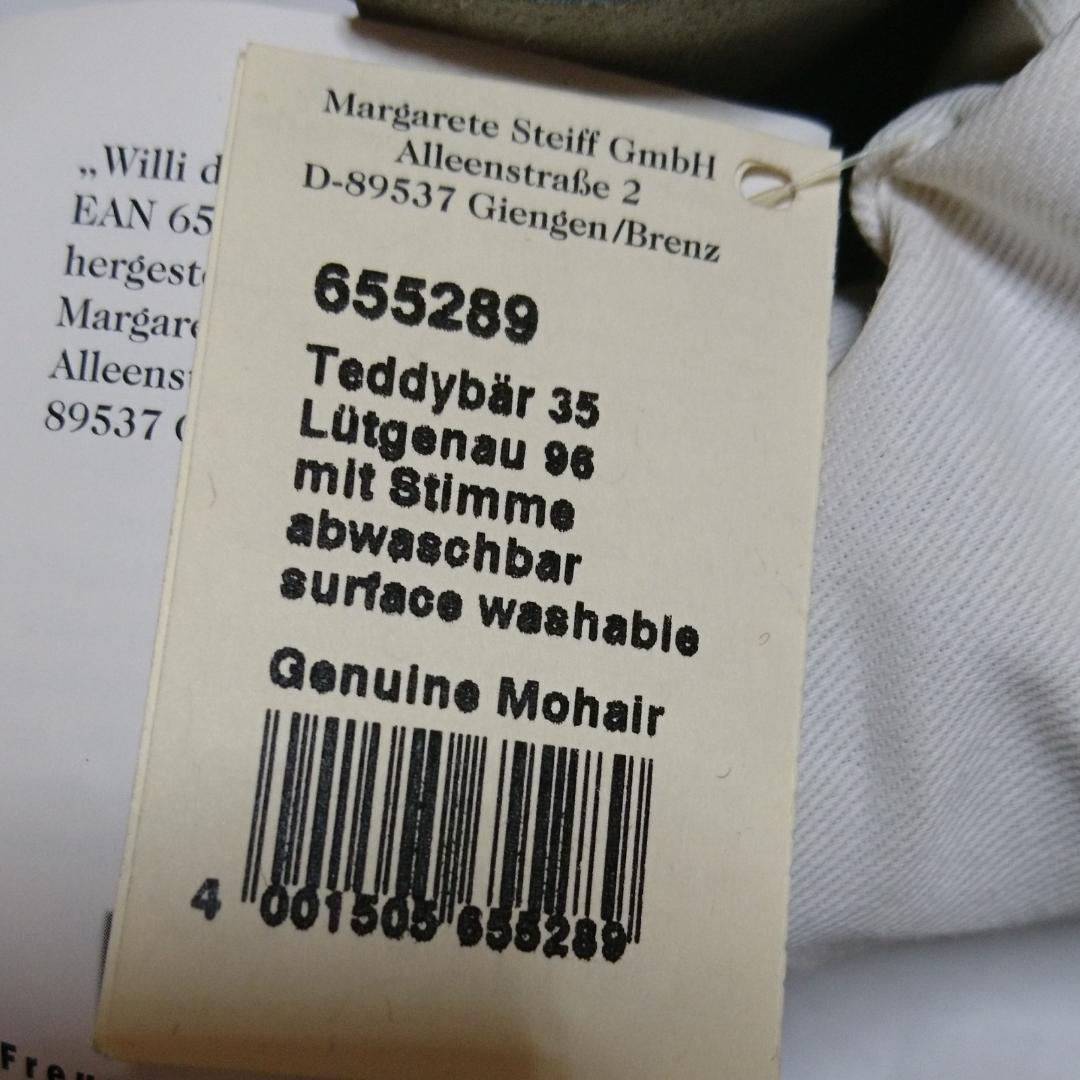 „Willi d
EAN 65
hergest
Margare
Alleens
89537 G
Margarete Steiff GmbH
Alleenstraße 2
D-89537 Giengen/Brenz
655289
Teddybär 35
Lütgenau 96
mit Stimme
abwaschbar
surface washable
Genuine Mohair
4 001505 655289
Freu